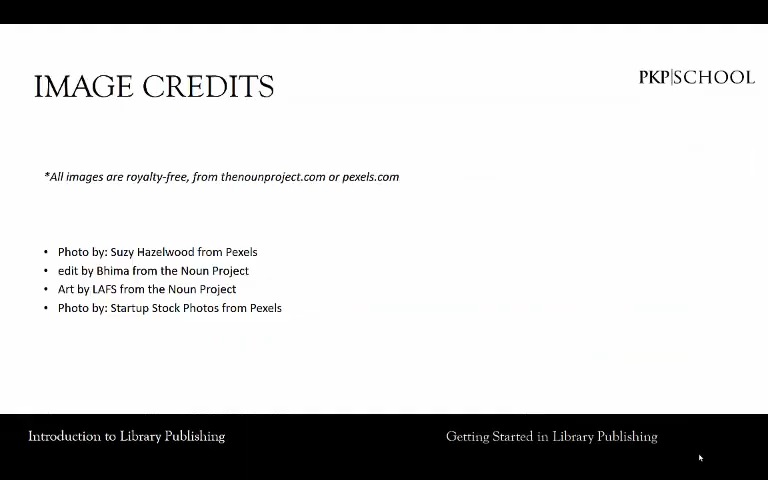 IMAGE CREDITS
PKP|SCHOOL
*All images are royalty-free, from thenounproject.com or pexels.com
• Photo by: Suzy Hazelwood from Pexels
• edit by Bhima from the Noun Project
• Art by LAFS from the Noun Project
• Photo by: Startup Stock Photos from Pexels
Introduction to Library Publishing
Getting Started in Library Publishing